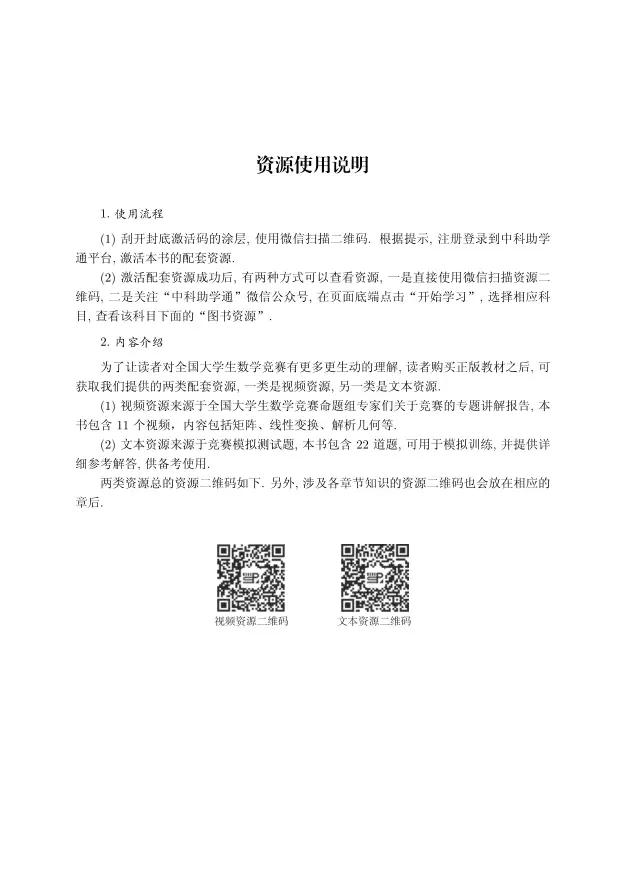 资源使用说明
1. 使用流程
(1) 刮开封底激活码的涂层, 使用微信扫描二维码. 根据提示, 注册登录到中科助学
通平台, 激活本书的配套资源.
(2) 激活配套资源成功后, 有两种方式可以查看资源, 一是直接使用微信扫描资源二
维码, 二是关注“中科助学通”微信公众号, 在页面底端点击“开始学习”, 选择相应科
目, 查看该科目下面的“图书资源”.
2. 内容介绍
为了让读者对全国大学生数学竞赛有更多更生动的理解, 读者购买正版教材之后, 可
获取我们提供的两类配套资源, 一类是视频资源, 另一类是文本资源.
(1) 视频资源来源于全国大学生数学竞赛命题组专家们关于竞赛的专题讲解报告, 本
书包含 11 个视频，内容包括矩阵、线性变换、解析几何等.
(2) 文本资源来源于竞赛模拟测试题, 本书包含 22 道题, 可用于模拟训练, 并提供详
细参考解答, 供备考使用.
两类资源总的资源二维码如下. 另外, 涉及各章节知识的资源二维码也会放在相应的
章后.
视频资源二维码
文本资源二维码